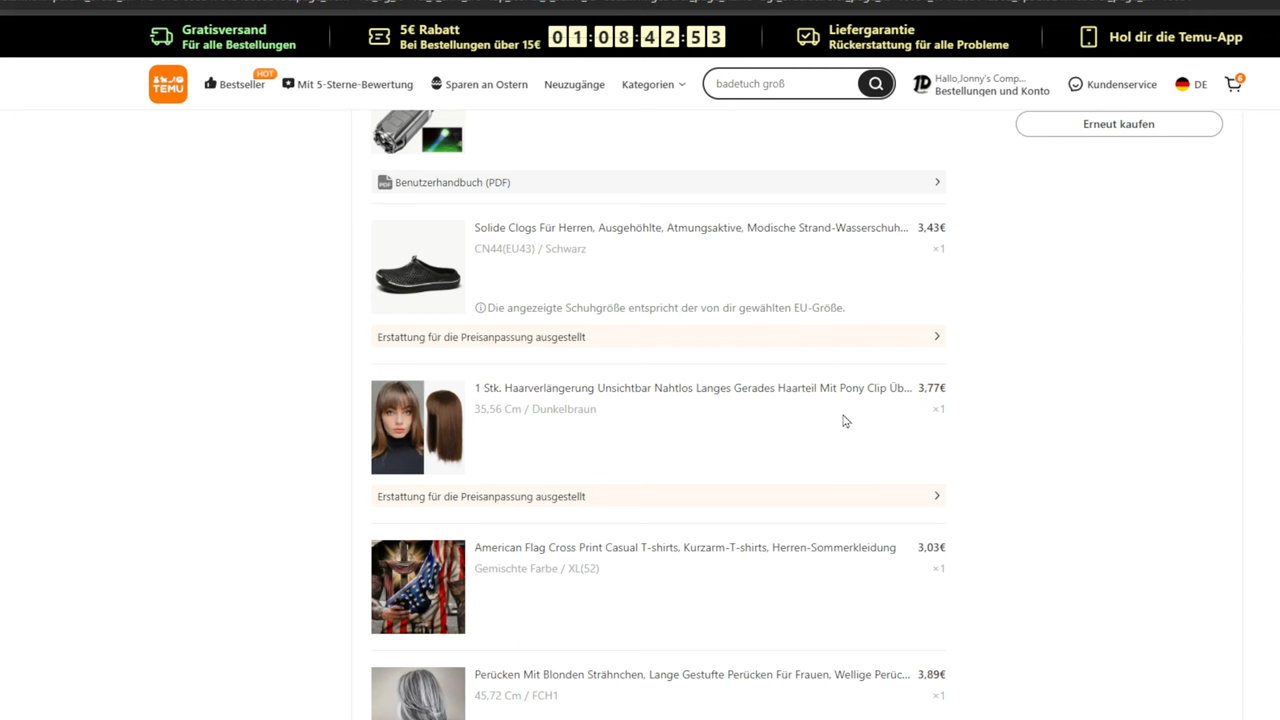 Gratisversand
Für alle Bestellungen
5€ Rabatt
Bei Bestellungen über 15€
01:08:42:53
Liefergarantie
Rückerstattung für alle Probleme
Hol dir die Temu-App
TEMU
Bestseller
HOT
Mit 5-Sterne-Bewertung
Sparen an Ostern
Neuzugänge
Kategorien
badetuch groß
Hallo,Jonny's Comp...
Bestellungen und Konto
Kundenservice
DE
6
Erneut kaufen
PDF
Benutzerhandbuch (PDF)
Solide Clogs Für Herren, Ausgehöhlte, Atmungsaktive, Modische Strand-Wasserschuh... 3,43€
CN44(EU43) / Schwarz ×1
Die angezeigte Schuhgröße entspricht der von dir gewählten EU-Größe.
Erstattung für die Preisanpassung ausgestellt
1 Stk. Haarverlängerung Unsichtbar Nahtlos Langes Gerades Haarteil Mit Pony Clip Üb... 3,77€
35,56 Cm / Dunkelbraun ×1
Erstattung für die Preisanpassung ausgestellt
American Flag Cross Print Casual T-shirts, Kurzarm-T-shirts, Herren-Sommerkleidung 3,03€
Gemischte Farbe / XL(52) ×1
Perücken Mit Blonden Strähnchen, Lange Gestufte Perücken Für Frauen, Wellige Perüc... 3,89€
45,72 Cm / FCH1 ×1